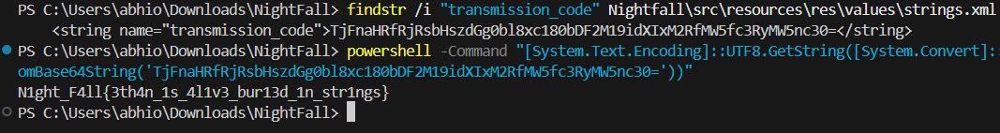 PS C:\Users\abhio\Downloads\NightFall> findstr /i "transmission_code" Nightfall\src\resources\res\values\strings.xml
<string name="transmission_code">TjFnaHRfRjRsbHszdGg0bl8xc180bDF2M19idXIxM2RfMW5fc3RyMW5nc30=</string>
PS C:\Users\abhio\Downloads\NightFall> powershell -Command "[System.Text.Encoding]::UTF8.GetString([System.Convert]::
omBase64String('TjFnaHRfRjRsbHszdGg0bl8xc180bDF2M19idXIxM2RfMW5fc3RyMW5nc30='))"
N1ght_F4ll{3th4n_1s_4l1v3_bur13d_1n_str1ngs}
PS C:\Users\abhio\Downloads\NightFall>